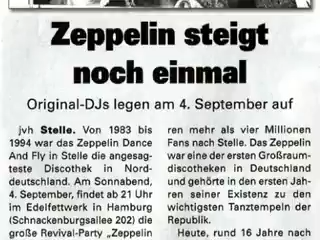 Zeppelin steigt
noch einmal
Original-DJs legen am 4. September auf
jvh Stelle. Von 1983 bis
1994 war das Zeppelin Dance
And Fly in Stelle die angesag-
teste Discothek in Nord-
deutschland. Am Sonnabend,
4. September, findet ab 21 Uhr
im Edelfettwerk in Hamburg
(Schnackenburgsallee 202) die
große Revival-Party „Zeppelin
ren mehr als vier Millionen
Fans nach Stelle. Das Zeppelin
war eine der ersten Großraum-
discotheken in Deutschland
und gehörte in den ersten Jah-
ren seiner Existenz zu den
wichtigsten Tanztempeln der
Republik.
Heute, rund 16 Jahre nach